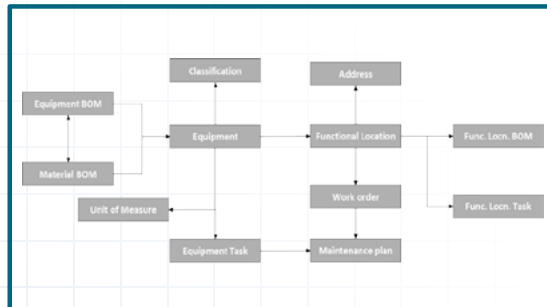 Classification
Address
Equipment BOM
Equipment
Functional Location
Func. Locn. BOM
Material BOM
Unit of Measure
Work order
Func. Locn. Task
Equipment Task
Maintenance plan